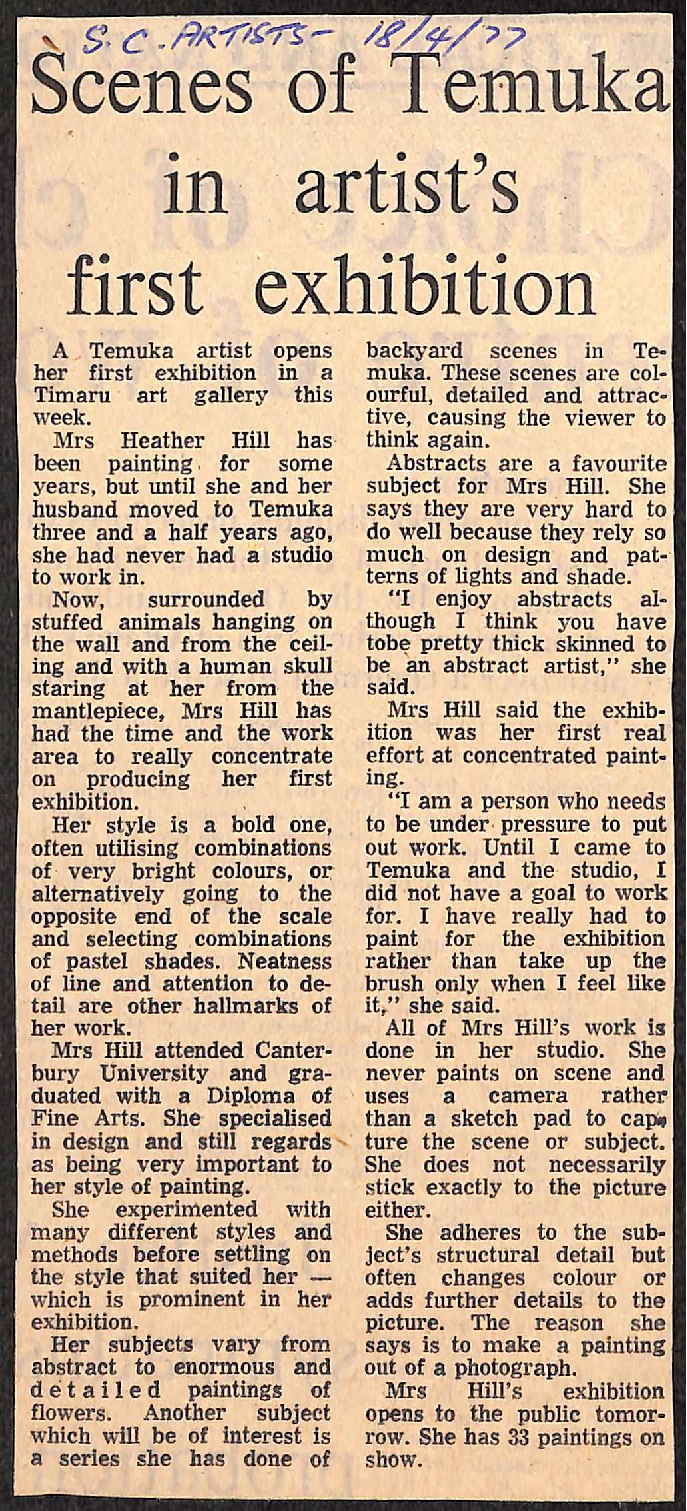 S.C. ARTISTS- 18/4/77
Scenes of Temuka
in artist's
first exhibition
A Temuka artist opens
her first exhibition in a
Timaru art gallery this
week.
Mrs Heather Hill has
been painting for some
years, but until she and her
husband moved to Temuka
three and a half years ago,
she had never had a studio
to work in.
Now, surrounded by
stuffed animals hanging on
the wall and from the ceil-
ing and with a human skull
staring at her from the
mantlepiece, Mrs Hill has
had the time and the work
area to really concentrate
on producing her first
exhibition.
Her style is a bold one,
often utilising combinations
of very bright colours, or
alternatively going to the
opposite end of the scale
and selecting combinations
of pastel shades. Neatness
of line and attention to de-
tail are other hallmarks of
her work.
Mrs Hill attended Canter-
bury University and gra-
duated with a Diploma of
Fine Arts. She specialised
in design and still regards
as being very important to
her style of painting.
She experimented with
many different styles and
methods before settling on
the style that suited her —
which is prominent in her
exhibition.
Her subjects vary from
abstract to enormous and
detailed paintings of
flowers. Another subject
which will be of interest is
a series she has done of
backyard scenes in Te-
muka. These scenes are col-
ourful, detailed and attrac-
tive, causing the viewer to
think again.
Abstracts are a favourite
subject for Mrs Hill. She
says they are very hard to
do well because they rely so
much on design and pat-
terns of lights and shade.
"I enjoy abstracts al-
though I think you have
tobe pretty thick skinned to
be an abstract artist," she
said.
Mrs Hill said the exhib-
ition was her first real
effort at concentrated paint-
ing.
"I am a person who needs
to be under pressure to put
out work. Until I came to
Temuka and the studio, I
did not have a goal to work
for. I have really had to
paint for the exhibition
rather than take up the
brush only when I feel like
it," she said.
All of Mrs Hill's work is
done in her studio. She
never paints on scene and
uses a camera rather
than a sketch pad to cap-
ture the scene or subject.
She does not necessarily
stick exactly to the picture
either.
She adheres to the sub-
ject's structural detail but
often changes colour or
adds further details to the
picture. The reason she
says is to make a painting
out of a photograph.
Mrs Hill's exhibition
opens to the public tomor-
row. She has 33 paintings on
show.